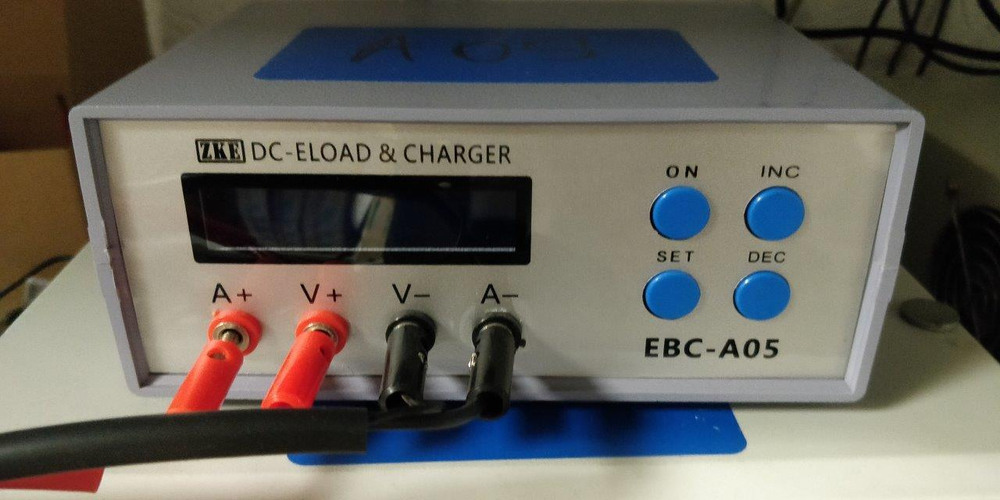 ZKE DC-ELOAD & CHARGER
ON INC
SET DEC
A+ V+ V− A−
EBC-A05